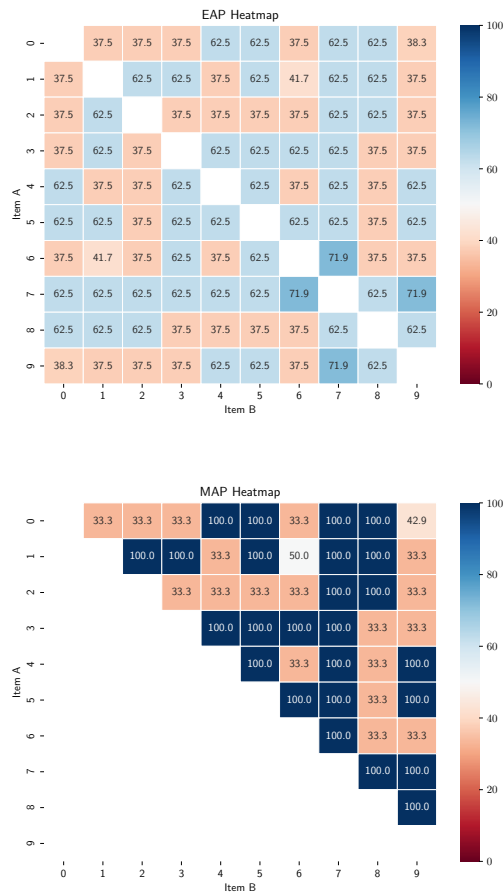 EAP Heatmap
0 37.5 37.5 37.5 62.5 62.5 37.5 62.5 62.5 38.3 100
1 37.5 62.5 62.5 37.5 62.5 41.7 62.5 62.5 37.5
2 37.5 62.5 37.5 37.5 37.5 37.5 62.5 62.5 37.5 80
3 37.5 62.5 37.5 62.5 62.5 62.5 62.5 37.5 37.5
4 62.5 37.5 37.5 62.5 62.5 37.5 62.5 37.5 62.5 60
Item A
5 62.5 62.5 37.5 62.5 62.5 62.5 62.5 37.5 62.5
6 37.5 41.7 37.5 62.5 37.5 62.5 71.9 37.5 37.5 40
7 62.5 62.5 62.5 62.5 62.5 62.5 71.9 62.5 71.9
8 62.5 62.5 62.5 37.5 37.5 37.5 37.5 62.5 62.5 20
9 38.3 37.5 37.5 37.5 62.5 62.5 37.5 71.9 62.5
0
0 1 2 3 4 5 6 7 8 9
Item B
MAP Heatmap
0 33.3 33.3 33.3 100.0 100.0 33.3 100.0 100.0 42.9 100
1 100.0 100.0 33.3 100.0 50.0 100.0 100.0 33.3
2 33.3 33.3 33.3 33.3 100.0 100.0 33.3 80
3 100.0 100.0 100.0 100.0 33.3 33.3
4 100.0 33.3 100.0 33.3 100.0 60
Item A
5 100.0 100.0 33.3 100.0
6 100.0 33.3 33.3 40
7 100.0 100.0
8 100.0 20
9
0
0 1 2 3 4 5 6 7 8 9
Item B